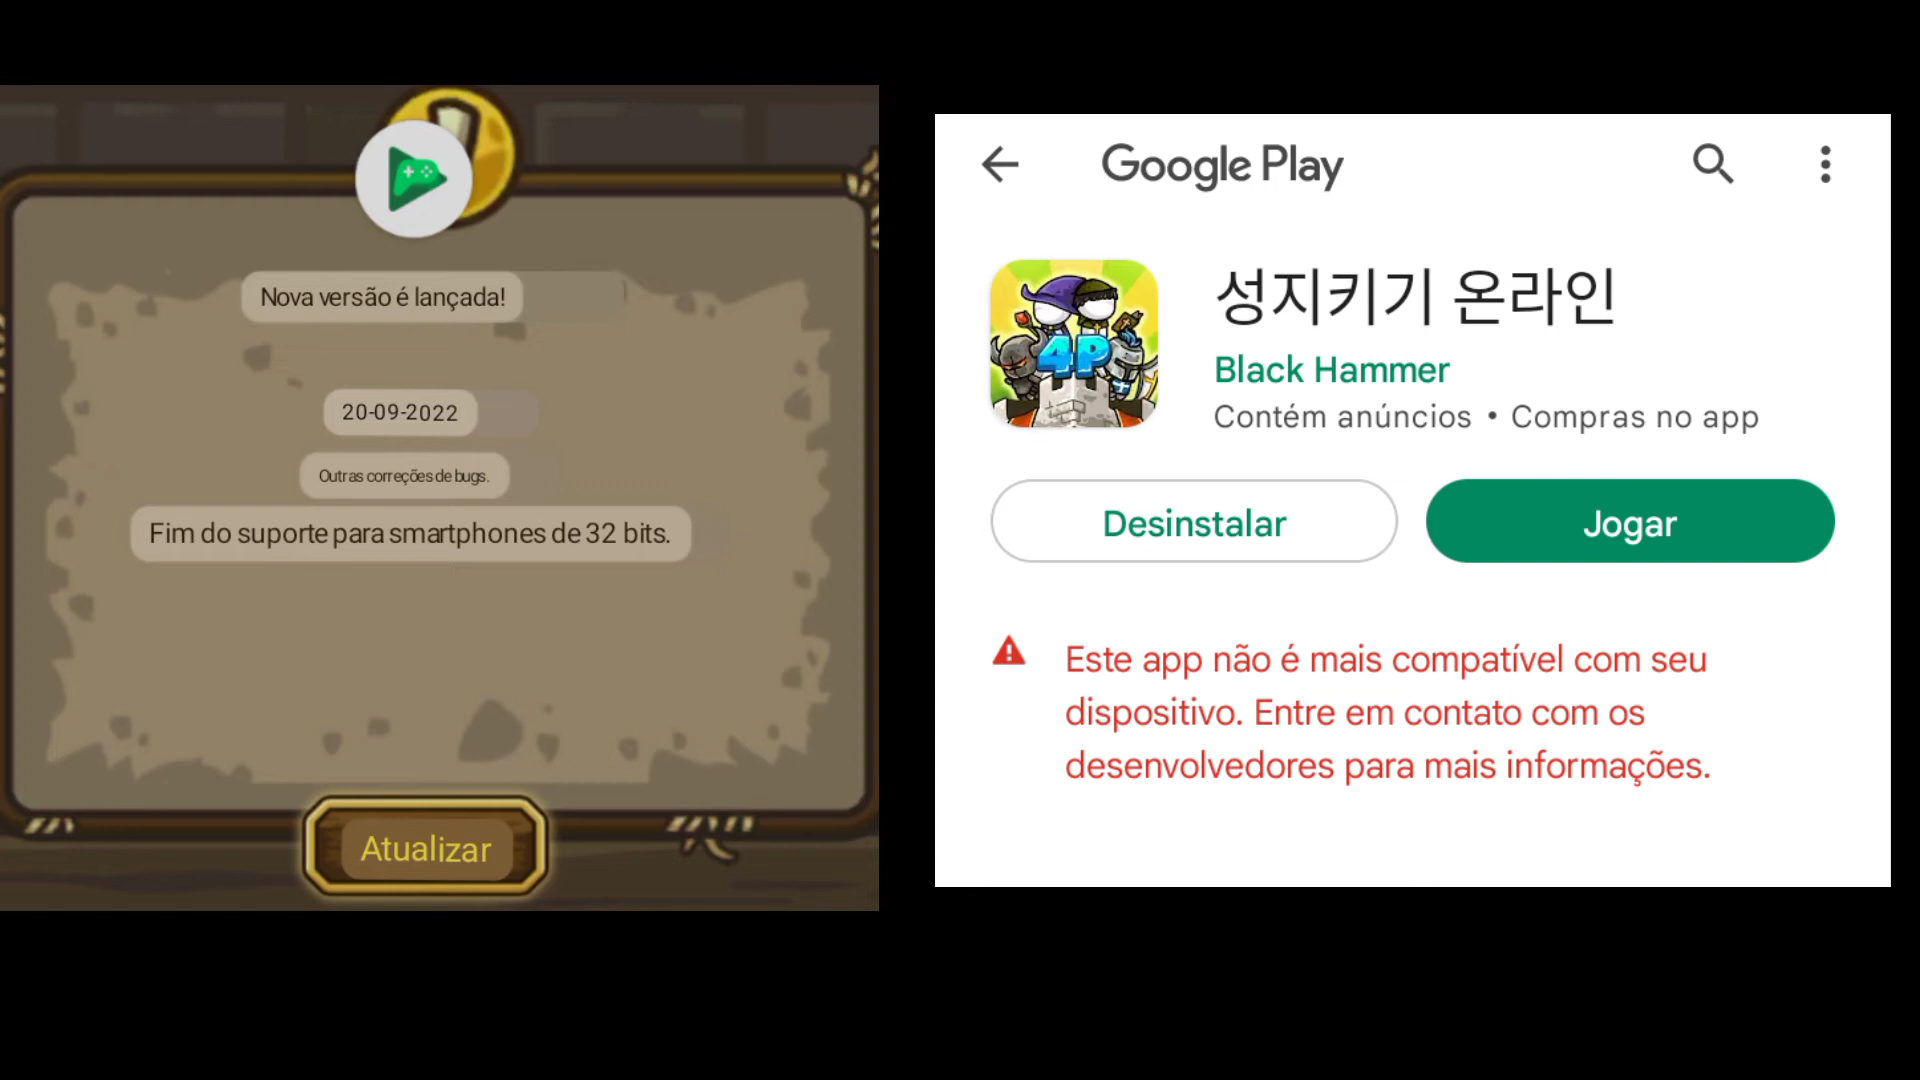 Nova versão é lançada!
20-09-2022
Outras correções de bugs.
Fim do suporte para smartphones de 32 bits.
Atualizar
Google Play
성지키기 온라인
Black Hammer
Contém anúncios • Compras no app
4P
Desinstalar
Jogar
Este app não é mais compatível com seu
dispositivo. Entre em contato com os
desenvolvedores para mais informações.